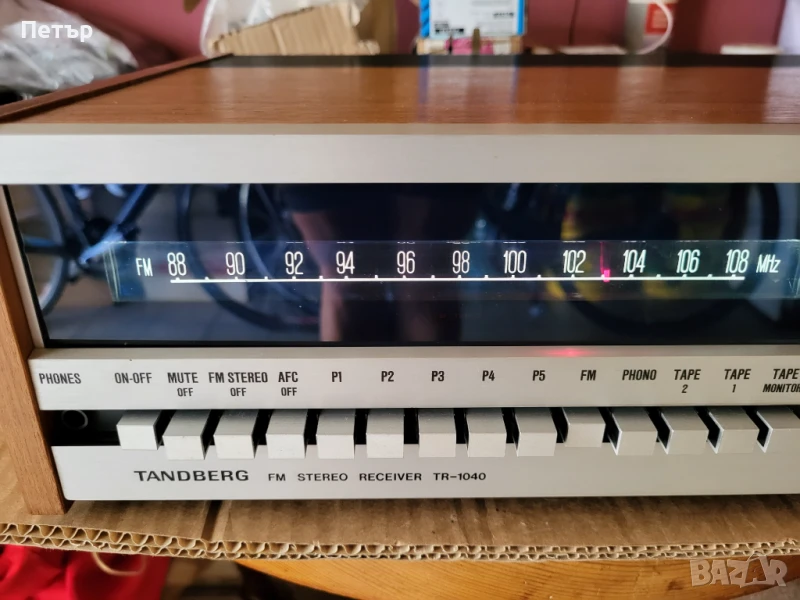 Петър
FM 88 90 92 94 96 98 100 102 104 106 108 MHz
PHONES ON-OFF MUTE OFF FM STEREO OFF AFC OFF P1 P2 P3 P4 P5 FM PHONO TAPE 2 TAPE 1 TAPE MONITOR
TANDBERG FM STEREO RECEIVER TR-1040
BAZAR